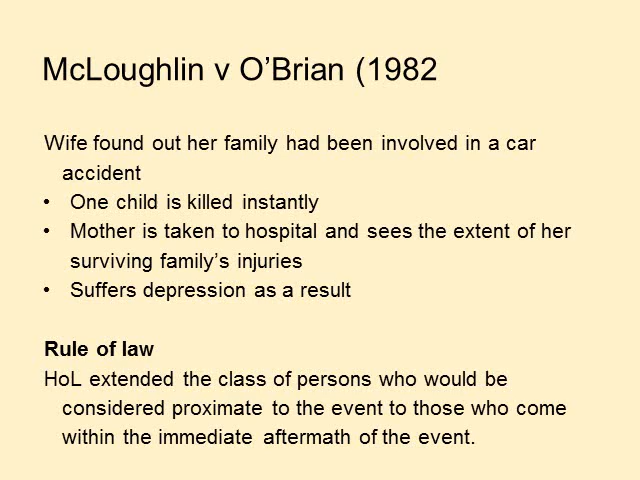 McLoughlin v O’Brian (1982
Wife found out her family had been involved in a car
accident
• One child is killed instantly
• Mother is taken to hospital and sees the extent of her
surviving family’s injuries
• Suffers depression as a result
Rule of law
HoL extended the class of persons who would be
considered proximate to the event to those who come
within the immediate aftermath of the event.